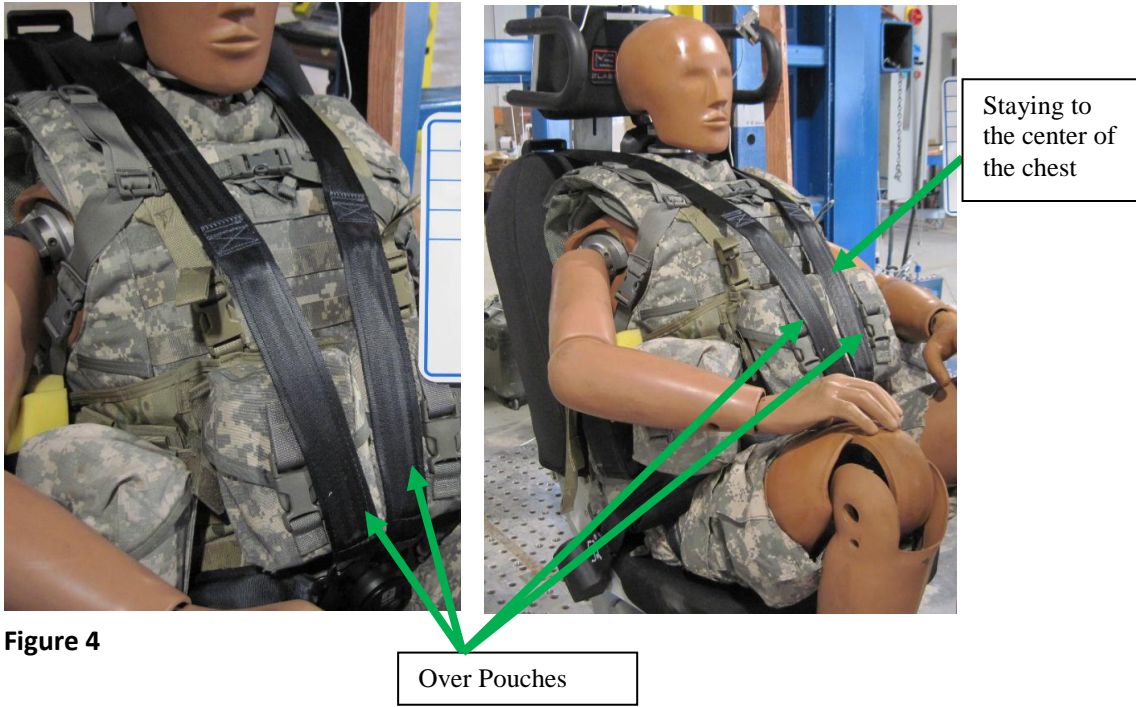 Staying to
the center of
the chest
Figure 4
Over Pouches